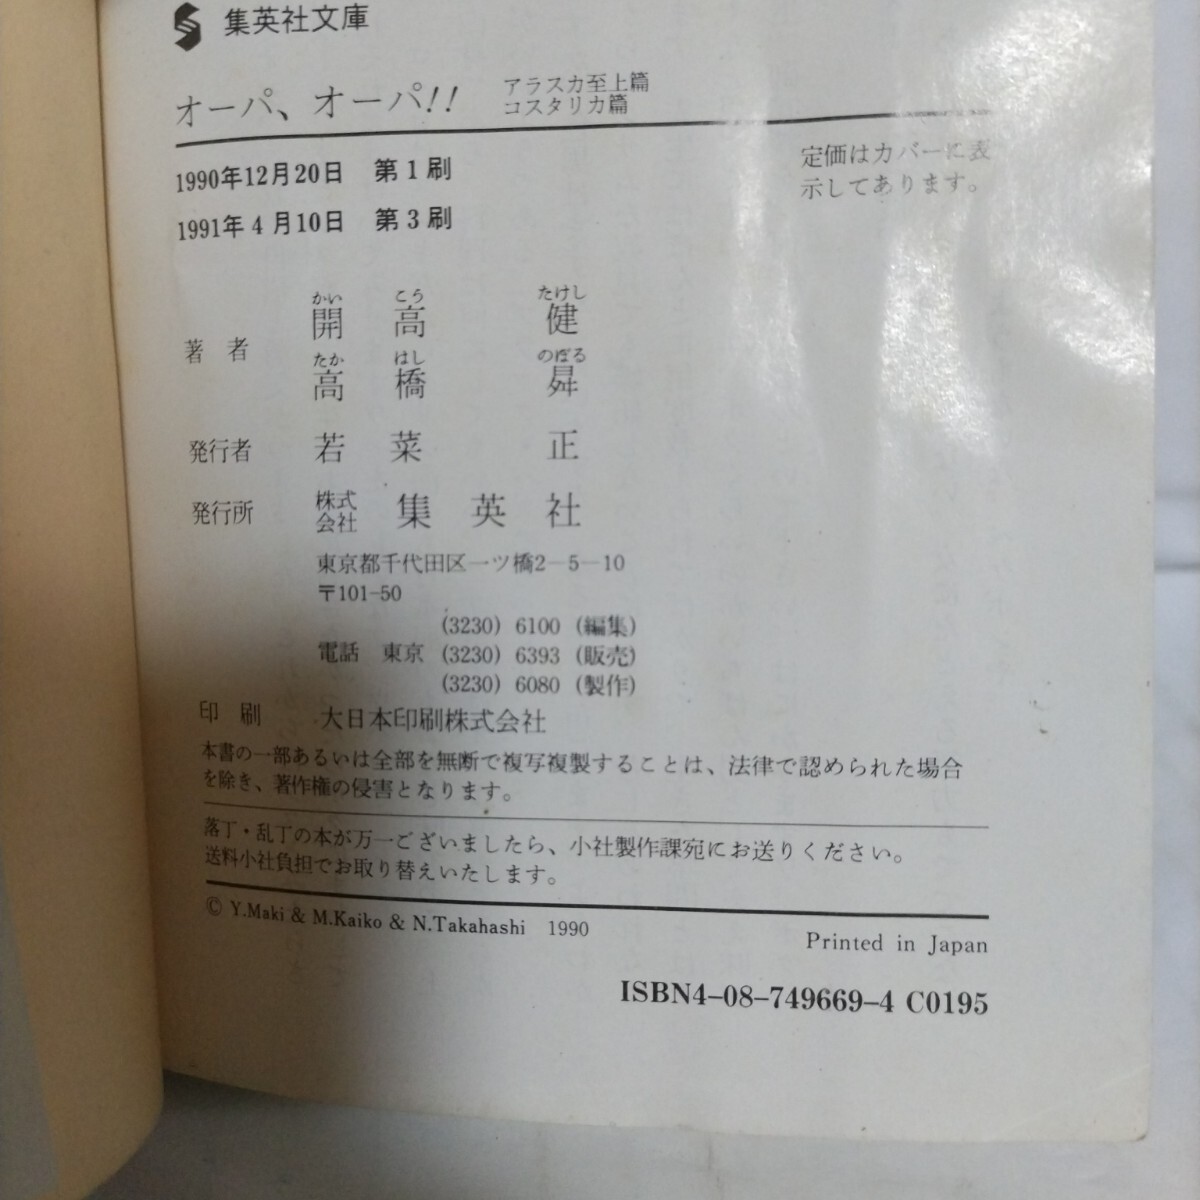 集英社文庫
オーパ、オーパ!! アラスカ至上篇
コスタリカ篇
1990年12月20日 第1刷
定価はカバーに表
示してあります。
1991年4月10日 第3刷
かい こう たけし
著者 開高健
たか はし のぼる
高橋曻
発行者 若菜正
発行所 株式会社 集英社
東京都千代田区一ツ橋2-5-10
〒101-50
(3230) 6100 (編集)
電話 東京 (3230) 6393 (販売)
(3230) 6080 (製作)
印刷 大日本印刷株式会社
本書の一部あるいは全部を無断で複写複製することは、法律で認められた場合
を除き、著作権の侵害となります。
落丁・乱丁の本が万一ございましたら、小社製作課宛にお送りください。
送料小社負担でお取り替えいたします。
© Y.Maki & M.Kaiko & N.Takahashi 1990
Printed in Japan
ISBN4-08-749669-4 C0195